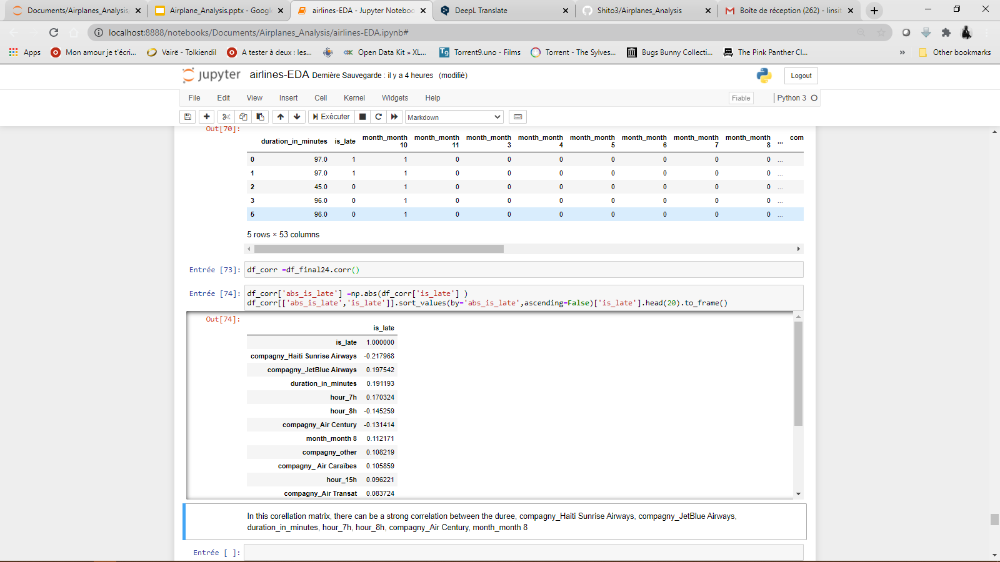 Documents/Airplanes_Analysis
Airplane_Analysis.pptx - Googl
airlines-EDA - Jupyter Noteboo
DeepL Translate
Shito3/Airplanes_Analysis
Boîte de réception (262) - linsit
localhost:8888/notebooks/Documents/Airplanes_Analysis/airlines-EDA.ipynb#
Apps
Mon amour je t'écri...
Vairë - Tolkiendil
A tester à deux : les...
Open Data Kit » XL...
Torrent9.uno - Films
Torrent - The Sylves...
Bugs Bunny Collecti...
The Pink Panther Cl...
»
Other bookmarks
jupyter airlines-EDA Dernière Sauvegarde : il y a 4 heures (modifié)
Logout
File Edit View Insert Cell Kernel Widgets Help
Fiable
Python 3
Exécuter
Markdown
Out[70]:
duration_in_minutes is_late month_month 10 month_month 11 month_month 3 month_month 4 month_month 5 month_month 6 month_month 7 month_month 8 ... com
0 97.0 1 1 0 0 0 0 0 0 0 ...
1 97.0 1 1 0 0 0 0 0 0 0 ...
2 45.0 0 1 0 0 0 0 0 0 0 ...
3 96.0 0 1 0 0 0 0 0 0 0 ...
5 96.0 0 1 0 0 0 0 0 0 0 ...
5 rows × 53 columns
Entrée [73]: df_corr =df_final24.corr()
Entrée [74]: df_corr['abs_is_late'] =np.abs(df_corr['is_late'] )
df_corr[['abs_is_late','is_late']].sort_values(by='abs_is_late',ascending=False)['is_late'].head(20).to_frame()
Out[74]:
is_late
is_late 1.000000
compagny_Haiti Sunrise Airways -0.217968
compagny_JetBlue Airways 0.197542
duration_in_minutes 0.191193
hour_7h 0.170324
hour_8h -0.145259
compagny_Air Century -0.131414
month_month 8 0.112171
compagny_other 0.108219
compagny_ Air Caraibes 0.105859
hour_15h 0.096221
compagny_Air Transat 0.083724
In this corellation matrix, there can be a strong correlation between the duree, compagny_Haiti Sunrise Airways, compagny_JetBlue Airways,
duration_in_minutes, hour_7h, hour_8h, compagny_Air Century, month_month 8
Entrée [ ]: